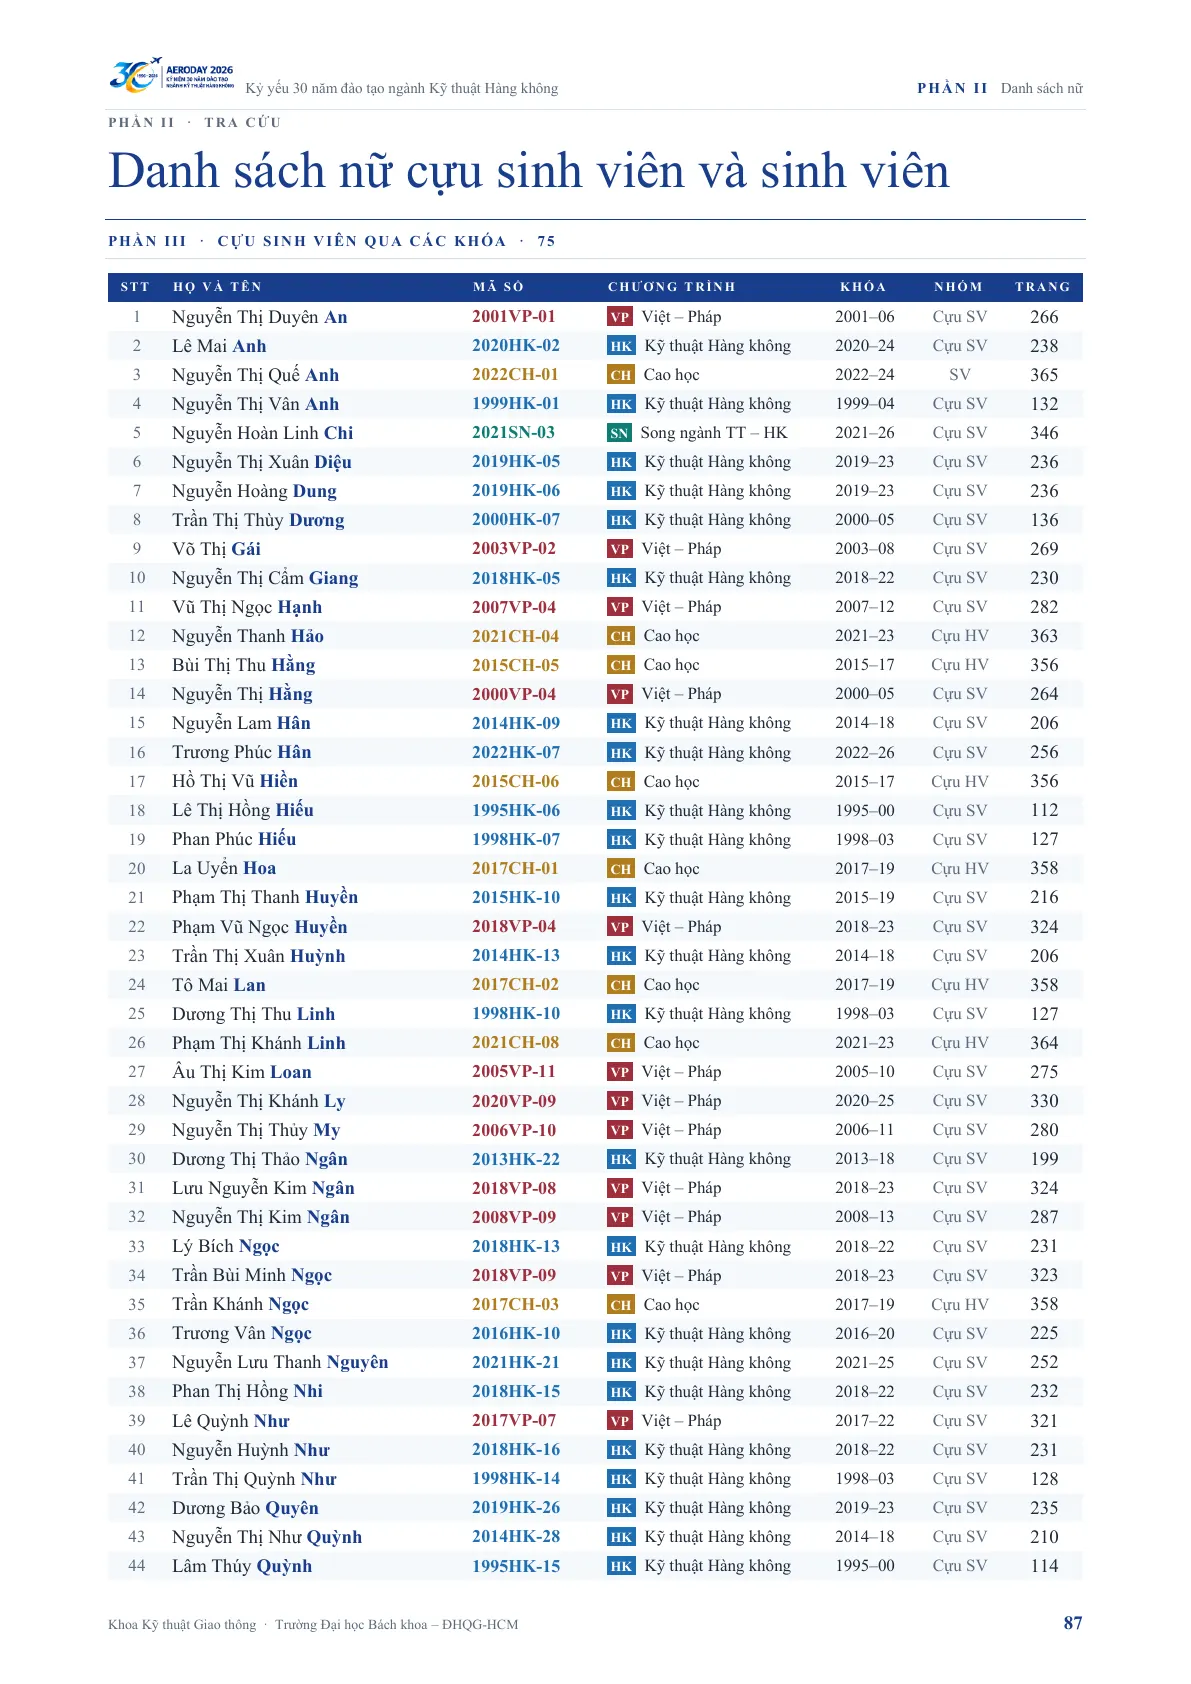 30
1996 - 2026
AERODAY 2026
KỶ NIỆM 30 NĂM ĐÀO TẠO
NGÀNH KỸ THUẬT HÀNG KHÔNG
Kỷ yếu 30 năm đào tạo ngành Kỹ thuật Hàng không
PHẦN II Danh sách nữ
PHẦN II · TRA CỨU
Danh sách nữ cựu sinh viên và sinh viên
PHẦN III · CỰU SINH VIÊN QUA CÁC KHÓA · 75
STT HỌ VÀ TÊN MÃ SỐ CHƯƠNG TRÌNH KHÓA NHÓM TRANG
1 Nguyễn Thị Duyên An 2001VP-01 VP Việt – Pháp 2001–06 Cựu SV 266
2 Lê Mai Anh 2020HK-02 HK Kỹ thuật Hàng không 2020–24 Cựu SV 238
3 Nguyễn Thị Quế Anh 2022CH-01 CH Cao học 2022–24 SV 365
4 Nguyễn Thị Vân Anh 1999HK-01 HK Kỹ thuật Hàng không 1999–04 Cựu SV 132
5 Nguyễn Hoàn Linh Chi 2021SN-03 SN Song ngành TT – HK 2021–26 Cựu SV 346
6 Nguyễn Thị Xuân Diệu 2019HK-05 HK Kỹ thuật Hàng không 2019–23 Cựu SV 236
7 Nguyễn Hoàng Dung 2019HK-06 HK Kỹ thuật Hàng không 2019–23 Cựu SV 236
8 Trần Thị Thùy Dương 2000HK-07 HK Kỹ thuật Hàng không 2000–05 Cựu SV 136
9 Võ Thị Gái 2003VP-02 VP Việt – Pháp 2003–08 Cựu SV 269
10 Nguyễn Thị Cẩm Giang 2018HK-05 HK Kỹ thuật Hàng không 2018–22 Cựu SV 230
11 Vũ Thị Ngọc Hạnh 2007VP-04 VP Việt – Pháp 2007–12 Cựu SV 282
12 Nguyễn Thanh Hảo 2021CH-04 CH Cao học 2021–23 Cựu HV 363
13 Bùi Thị Thu Hằng 2015CH-05 CH Cao học 2015–17 Cựu HV 356
14 Nguyễn Thị Hằng 2000VP-04 VP Việt – Pháp 2000–05 Cựu SV 264
15 Nguyễn Lam Hân 2014HK-09 HK Kỹ thuật Hàng không 2014–18 Cựu SV 206
16 Trương Phúc Hân 2022HK-07 HK Kỹ thuật Hàng không 2022–26 Cựu SV 256
17 Hồ Thị Vũ Hiền 2015CH-06 CH Cao học 2015–17 Cựu HV 356
18 Lê Thị Hồng Hiếu 1995HK-06 HK Kỹ thuật Hàng không 1995–00 Cựu SV 112
19 Phan Phúc Hiếu 1998HK-07 HK Kỹ thuật Hàng không 1998–03 Cựu SV 127
20 La Uyển Hoa 2017CH-01 CH Cao học 2017–19 Cựu HV 358
21 Phạm Thị Thanh Huyền 2015HK-10 HK Kỹ thuật Hàng không 2015–19 Cựu SV 216
22 Phạm Vũ Ngọc Huyền 2018VP-04 VP Việt – Pháp 2018–23 Cựu SV 324
23 Trần Thị Xuân Huỳnh 2014HK-13 HK Kỹ thuật Hàng không 2014–18 Cựu SV 206
24 Tô Mai Lan 2017CH-02 CH Cao học 2017–19 Cựu HV 358
25 Dương Thị Thu Linh 1998HK-10 HK Kỹ thuật Hàng không 1998–03 Cựu SV 127
26 Phạm Thị Khánh Linh 2021CH-08 CH Cao học 2021–23 Cựu HV 364
27 Âu Thị Kim Loan 2005VP-11 VP Việt – Pháp 2005–10 Cựu SV 275
28 Nguyễn Thị Khánh Ly 2020VP-09 VP Việt – Pháp 2020–25 Cựu SV 330
29 Nguyễn Thị Thủy My 2006VP-10 VP Việt – Pháp 2006–11 Cựu SV 280
30 Dương Thị Thảo Ngân 2013HK-22 HK Kỹ thuật Hàng không 2013–18 Cựu SV 199
31 Lưu Nguyễn Kim Ngân 2018VP-08 VP Việt – Pháp 2018–23 Cựu SV 324
32 Nguyễn Thị Kim Ngân 2008VP-09 VP Việt – Pháp 2008–13 Cựu SV 287
33 Lý Bích Ngọc 2018HK-13 HK Kỹ thuật Hàng không 2018–22 Cựu SV 231
34 Trần Bùi Minh Ngọc 2018VP-09 VP Việt – Pháp 2018–23 Cựu SV 323
35 Trần Khánh Ngọc 2017CH-03 CH Cao học 2017–19 Cựu HV 358
36 Trương Vân Ngọc 2016HK-10 HK Kỹ thuật Hàng không 2016–20 Cựu SV 225
37 Nguyễn Lưu Thanh Nguyên 2021HK-21 HK Kỹ thuật Hàng không 2021–25 Cựu SV 252
38 Phan Thị Hồng Nhi 2018HK-15 HK Kỹ thuật Hàng không 2018–22 Cựu SV 232
39 Lê Quỳnh Như 2017VP-07 VP Việt – Pháp 2017–22 Cựu SV 321
40 Nguyễn Huỳnh Như 2018HK-16 HK Kỹ thuật Hàng không 2018–22 Cựu SV 231
41 Trần Thị Quỳnh Như 1998HK-14 HK Kỹ thuật Hàng không 1998–03 Cựu SV 128
42 Dương Bảo Quyên 2019HK-26 HK Kỹ thuật Hàng không 2019–23 Cựu SV 235
43 Nguyễn Thị Như Quỳnh 2014HK-28 HK Kỹ thuật Hàng không 2014–18 Cựu SV 210
44 Lâm Thúy Quỳnh 1995HK-15 HK Kỹ thuật Hàng không 1995–00 Cựu SV 114
Khoa Kỹ thuật Giao thông · Trường Đại học Bách khoa – ĐHQG-HCM
87